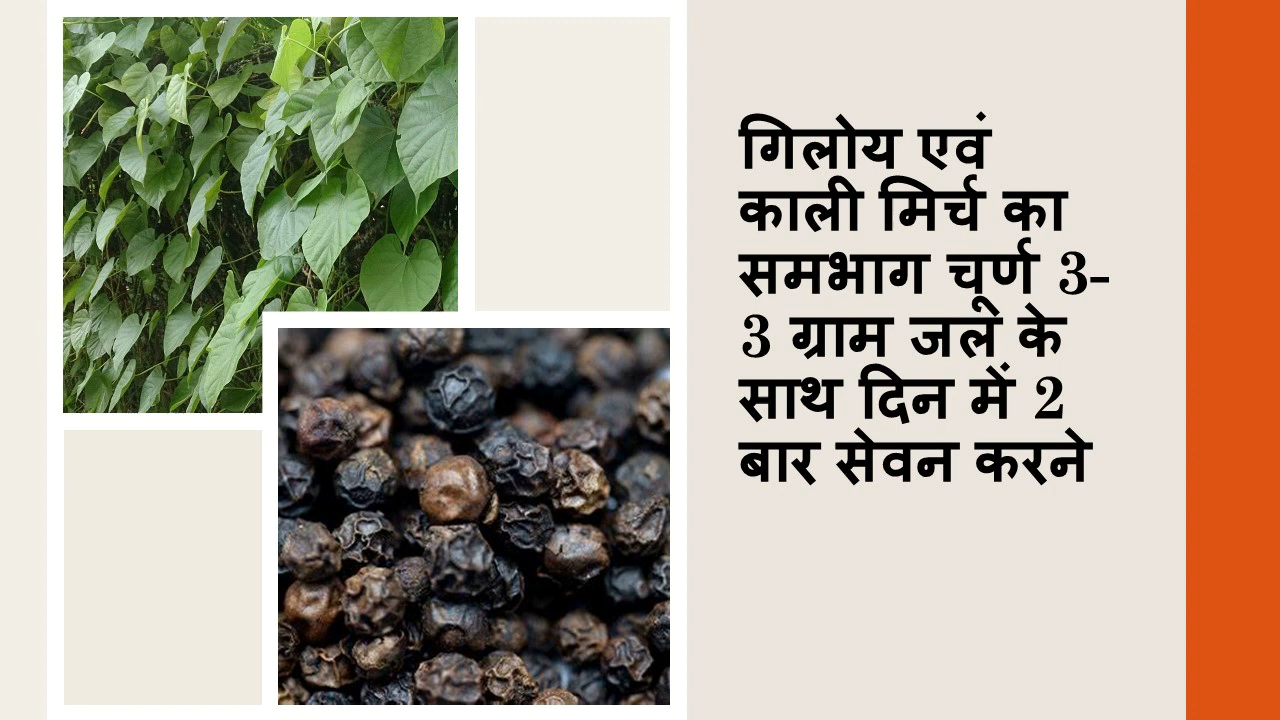 गिलोय एवं
काली मिर्च का
समभाग चूर्ण 3-
3 ग्राम जल के
साथ दिन में 2
बार सेवन करने